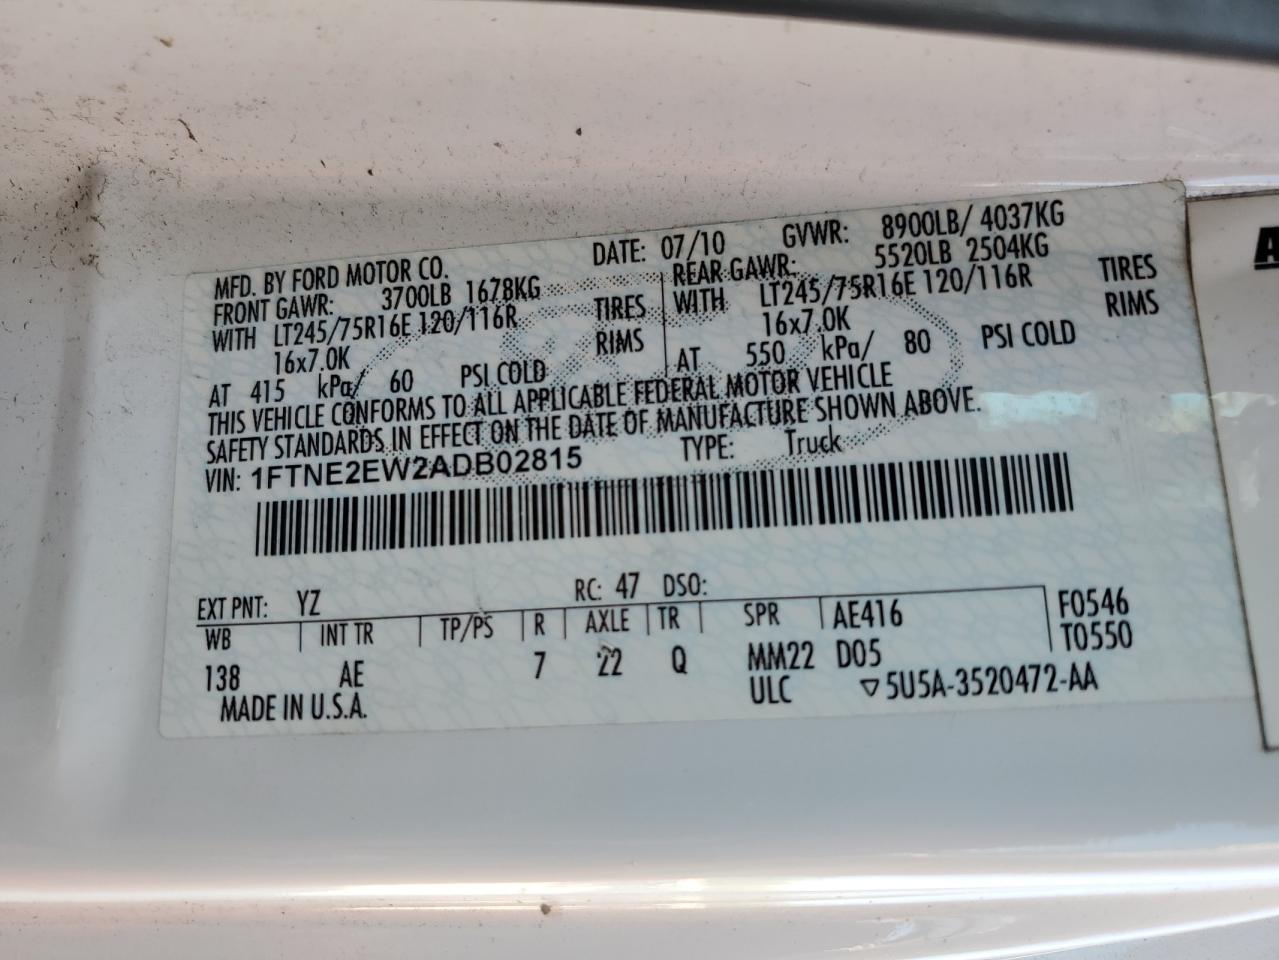 MFD. BY FORD MOTOR CO. DATE: 07/10 GVWR: 8900LB/ 4037KG
FRONT GAWR: 3700LB 1678KG REAR GAWR: 5520LB 2504KG
WITH LT245/75R16E 120/116R TIRES WITH LT245/75R16E 120/116R TIRES
16x7.0K RIMS 16x7.0K RIMS
AT 415 kPa/ 60 PSI COLD AT 550 kPa/ 80 PSI COLD
THIS VEHICLE CONFORMS TO ALL APPLICABLE FEDERAL MOTOR VEHICLE
SAFETY STANDARDS IN EFFECT ON THE DATE OF MANUFACTURE SHOWN ABOVE.
VIN: 1FTNE2EW2ADB02815 TYPE: Truck
EXT PNT: YZ RC: 47 DSO:
WB INT TR TP/PS R AXLE TR SPR AE416 F0546
T0550
138 AE 7 22 Q MM22 D05
MADE IN U.S.A. ULC ▽5U5A-3520472-AA